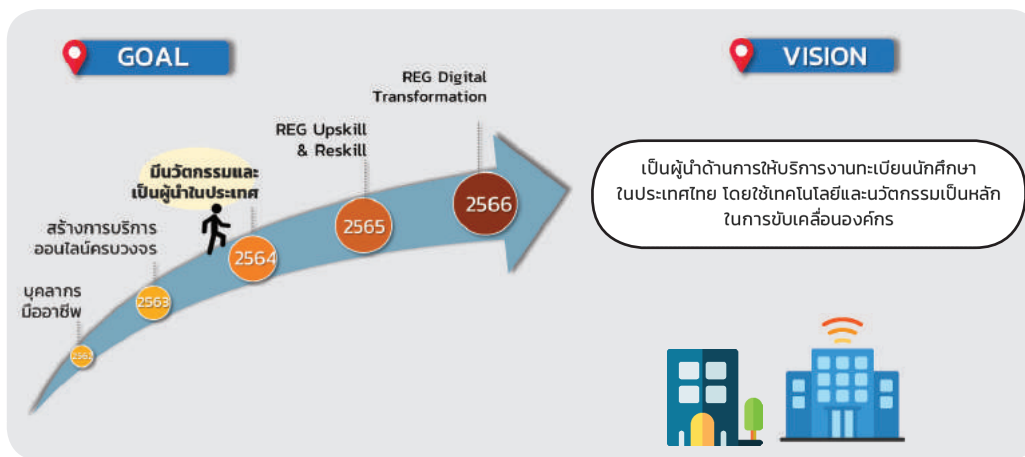 GOAL
บุคลากร
มืออาชีพ
2562
สร้างการบริการ
ออนไลน์ครบวงจร
2563
มีนวัตกรรมและ
เป็นผู้นำในประเทศ
2564
REG Upskill
& Reskill
2565
REG Digital
Transformation
2566
VISION
เป็นผู้นำด้านการให้บริการงานทะเบียนนักศึกษา
ในประเทศไทย โดยใช้เทคโนโลยีและนวัตกรรมเป็นหลัก
ในการขับเคลื่อนองค์กร